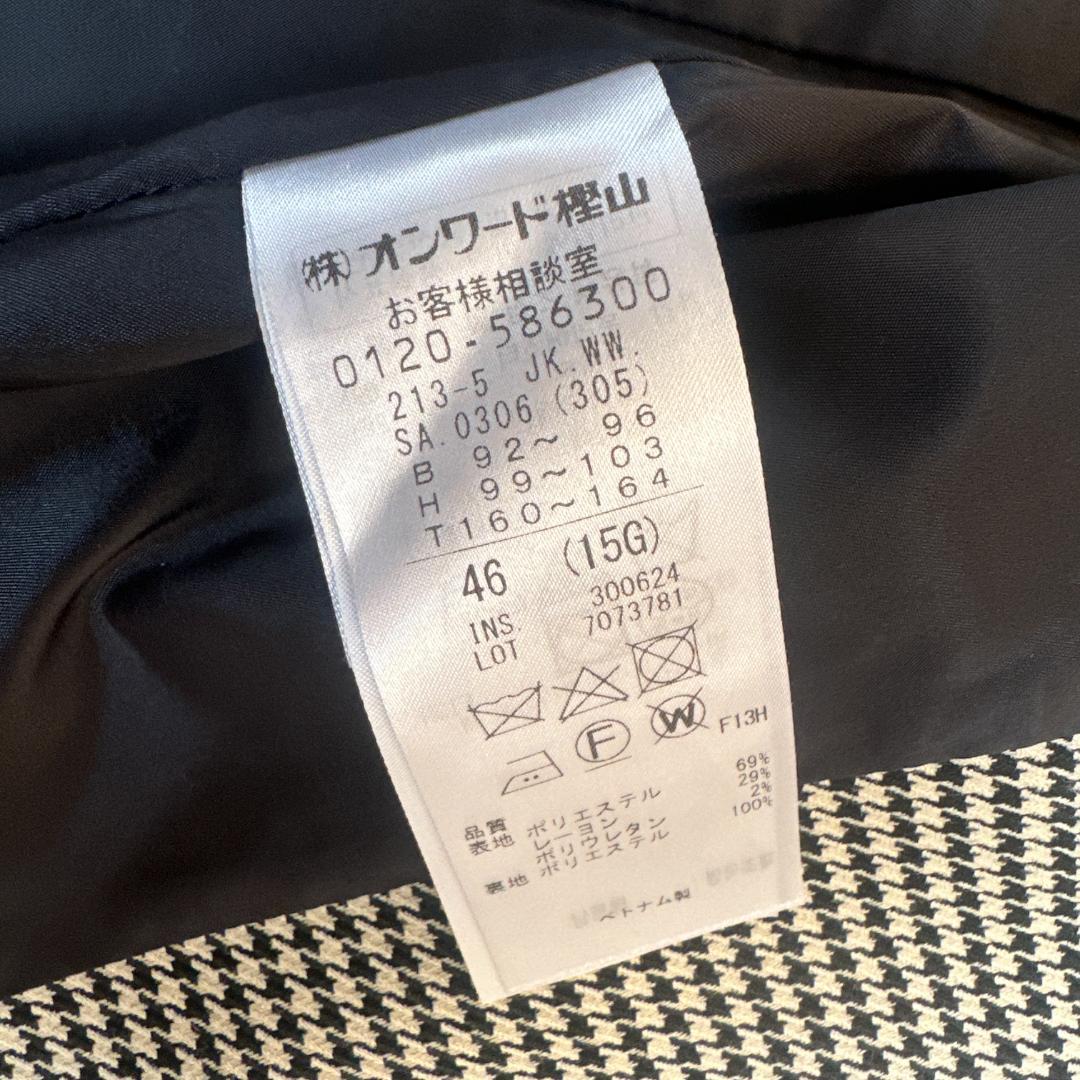 (株)オンワード樫山
お客様相談室
0120-586300
213-5 JK.WW.
SA.0306 (305)
B 92~ 96
H 99~103
T160~164
46 (15G)
INS. 300624
LOT 7073781
F W F13H
品質
表地 ポリエステル 69%
レーヨン 29%
ポリウレタン 2%
裏地 ポリエステル 100%
ベトナム製